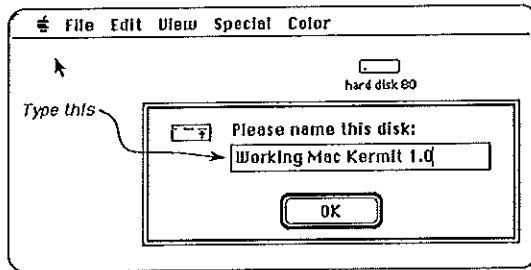 File Edit View Special Color
hard disk 80
Type this
Please name this disk:
Working Mac Kermit 1.0
OK